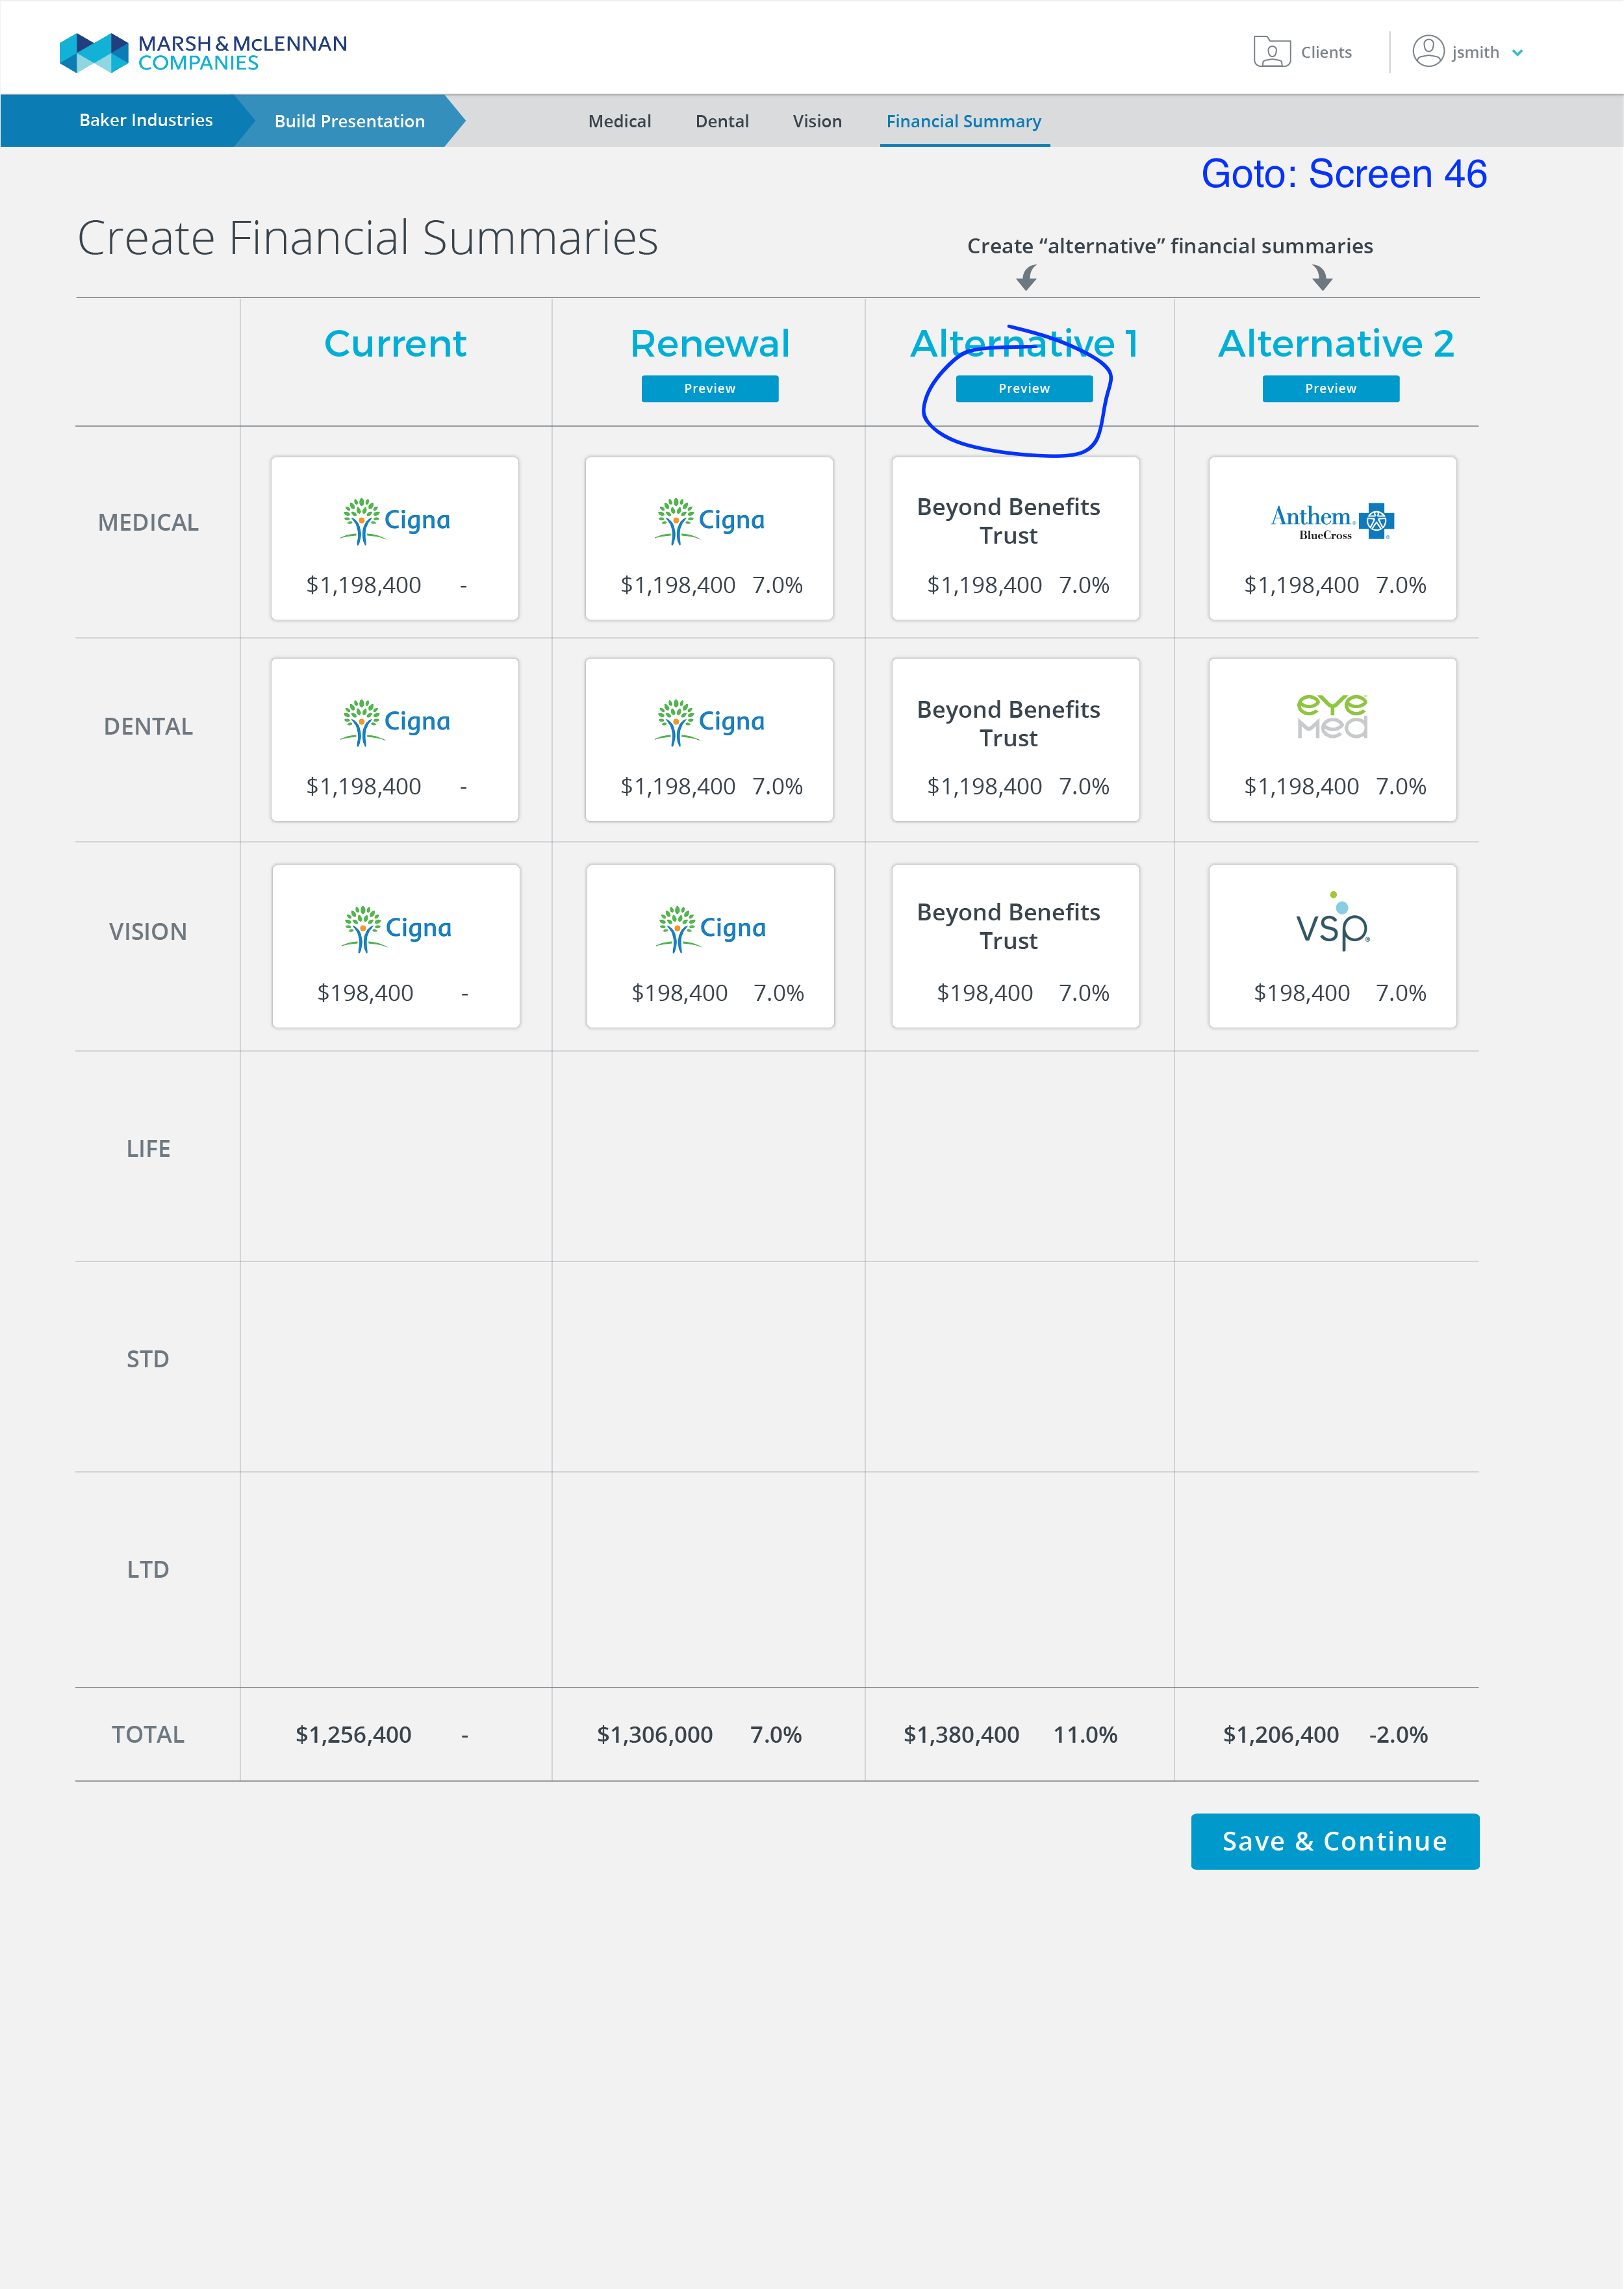 MARSH & McLENNAN
COMPANIES
Clients
jsmith
Baker Industries
Build Presentation
Medical
Dental
Vision
Financial Summary
Goto: Screen 46
Create Financial Summaries
Create “alternative” financial summaries
Current
Renewal
Alternative 1
Alternative 2
Preview
Preview
Preview
MEDICAL
Cigna
$1,198,400 -
Cigna
$1,198,400 7.0%
Beyond Benefits
Trust
$1,198,400 7.0%
Anthem®
BlueCross
$1,198,400 7.0%
DENTAL
Cigna
$1,198,400 -
Cigna
$1,198,400 7.0%
Beyond Benefits
Trust
$1,198,400 7.0%
eye
med
$1,198,400 7.0%
VISION
Cigna
$198,400 -
Cigna
$198,400 7.0%
Beyond Benefits
Trust
$198,400 7.0%
vsp®
$198,400 7.0%
LIFE
STD
LTD
TOTAL
$1,256,400 -
$1,306,000 7.0%
$1,380,400 11.0%
$1,206,400 -2.0%
Save & Continue